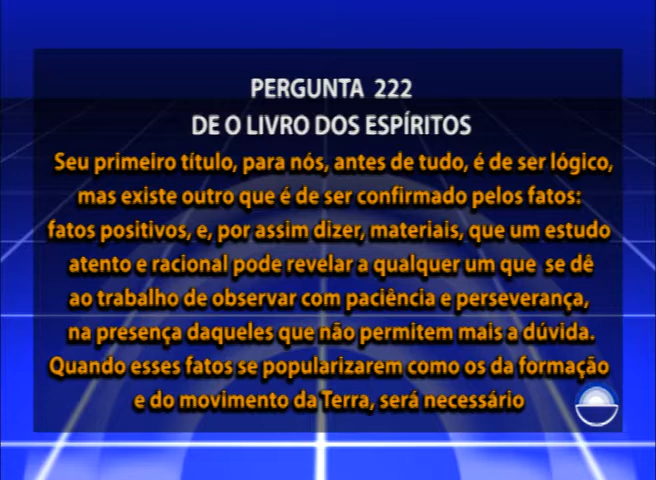 PERGUNTA 222
DE O LIVRO DOS ESPÍRITOS
Seu primeiro título, para nós, antes de tudo, é de ser lógico,
mas existe outro que é de ser confirmado pelos fatos:
fatos positivos, e, por assim dizer, materiais, que um estudo
atento e racional pode revelar a qualquer um que se dê
ao trabalho de observar com paciência e perseverança,
na presença daqueles que não permitem mais a dúvida.
Quando esses fatos se popularizarem como os da formação
e do movimento da Terra, será necessário